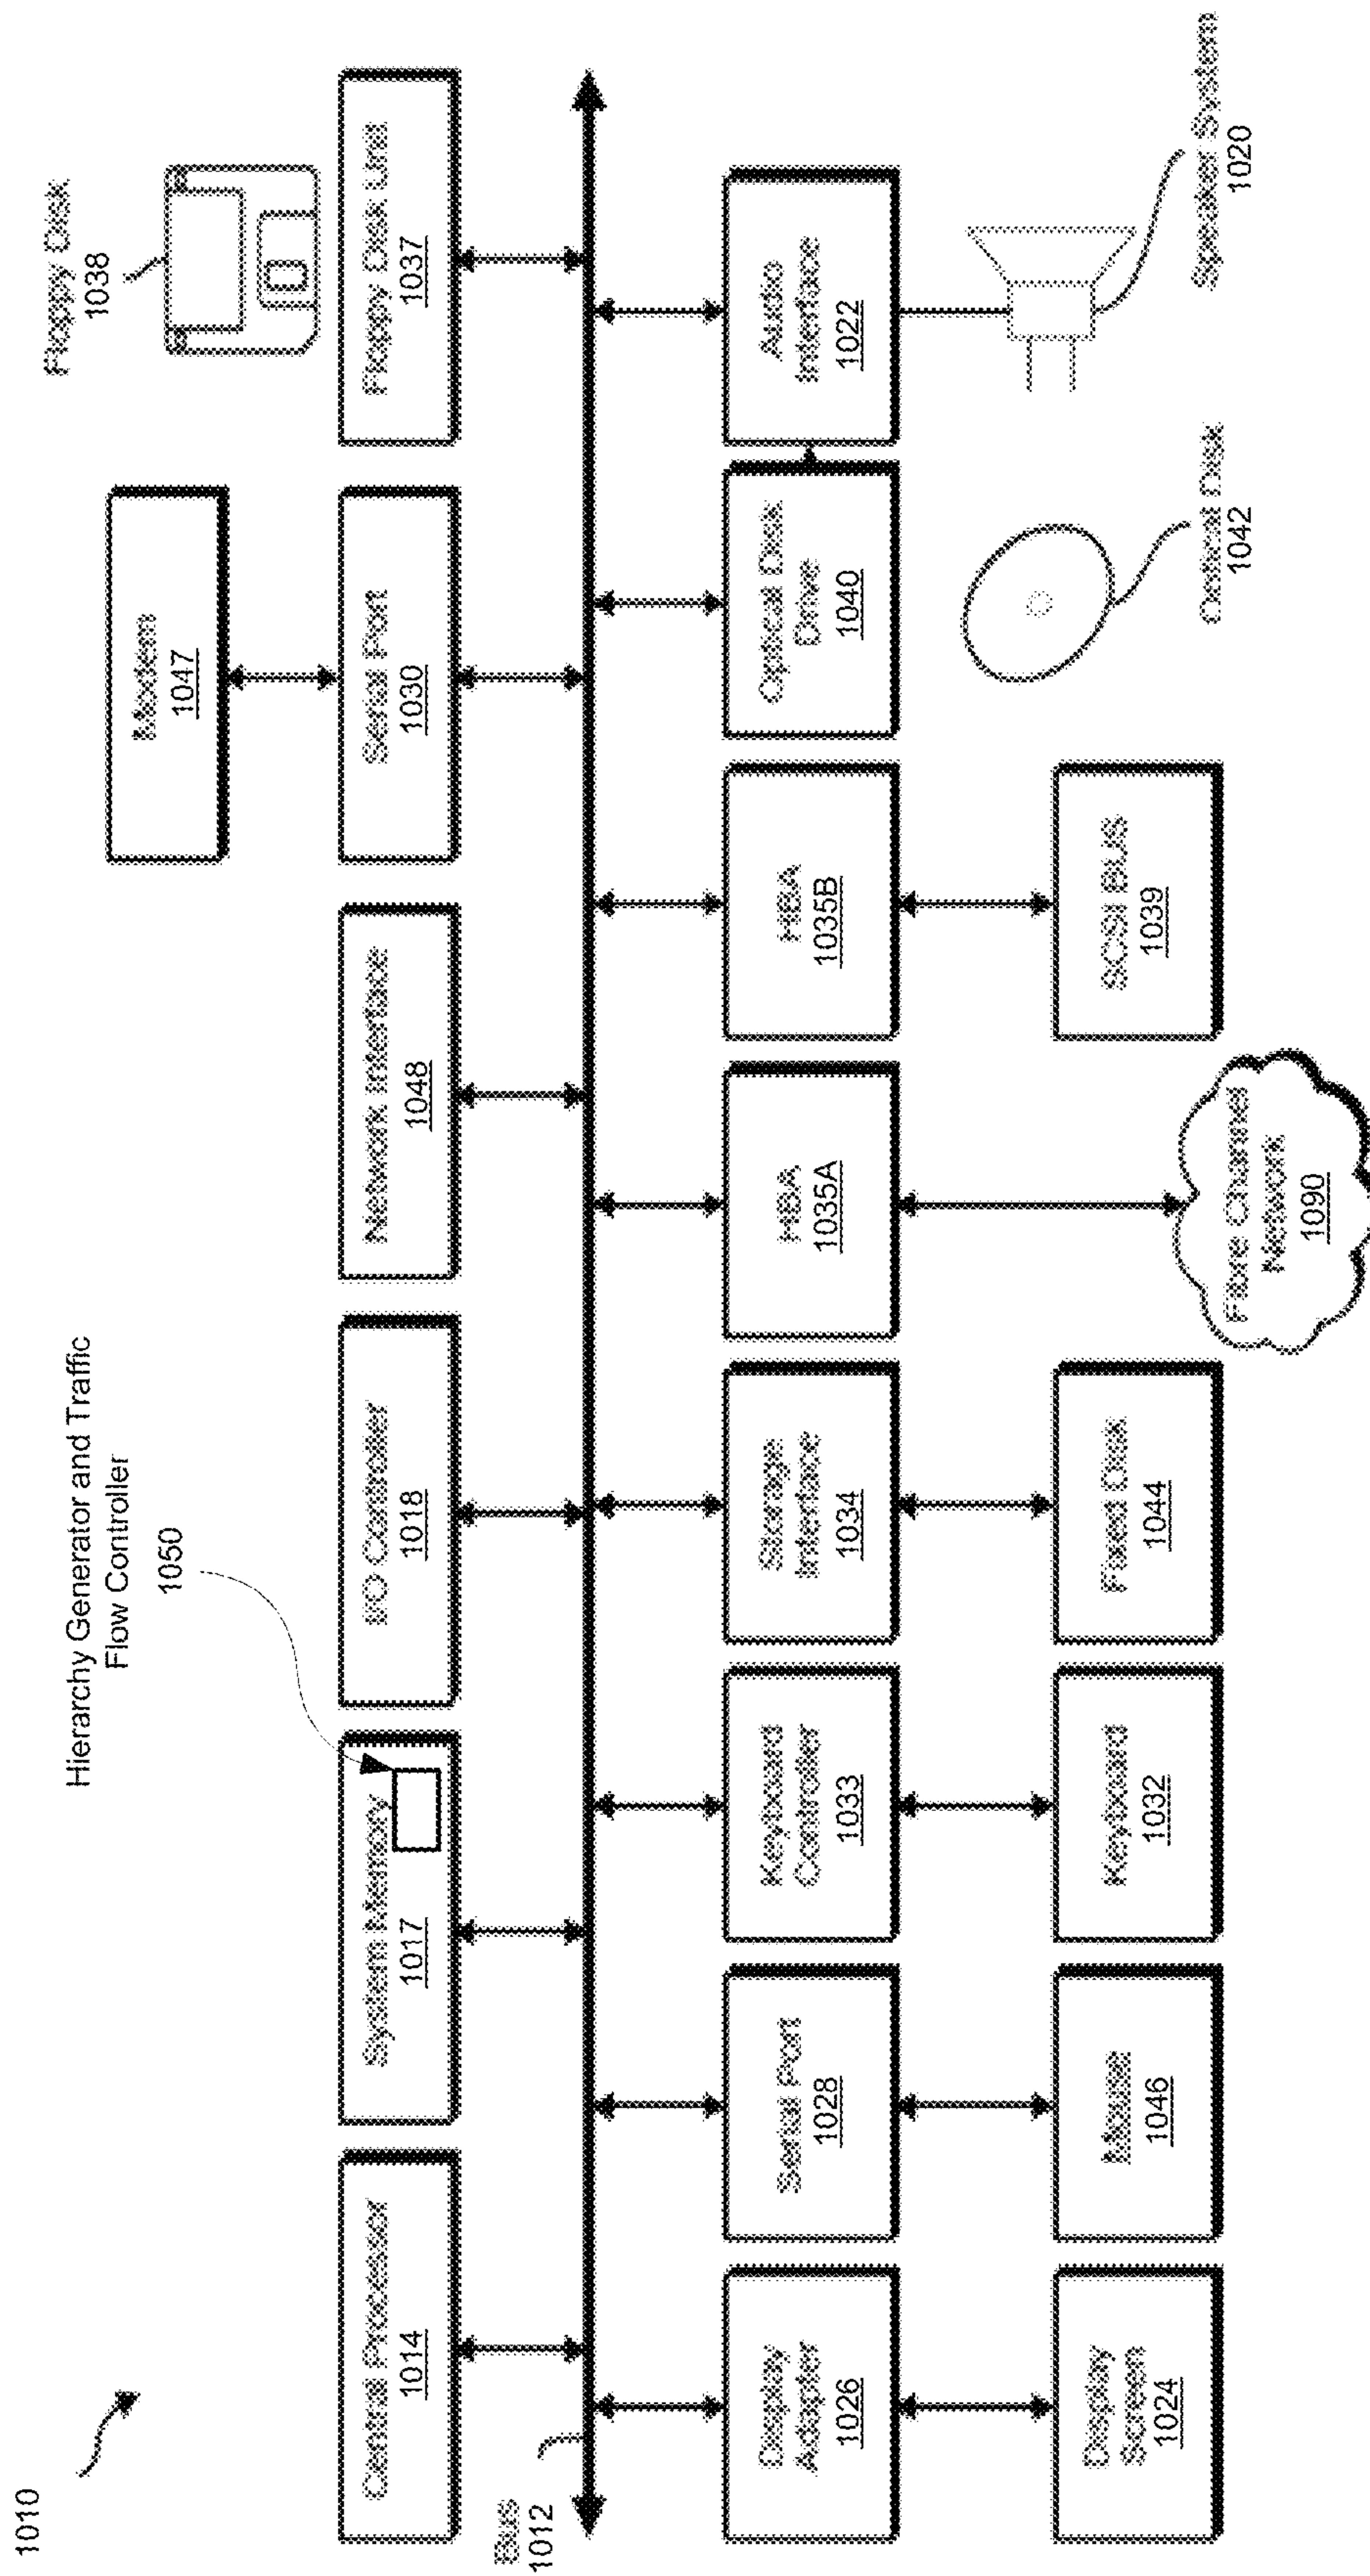 1010
Hierarchy Generator and Traffic
Flow Controller
1050
Floppy Disk
1038
Modem
1047
Central Processor
1014
System Memory
1017
I/O Controller
1018
Network Interface
1048
Serial Port
1030
Floppy Disk Unit
1037
Bus
1012
Display
Adapter
1026
Serial Port
1028
Keyboard
Controller
1033
Storage
Interface
1034
HBA
1035A
HBA
1035B
Optical Disk
Drive
1040
Audio
Interface
1022
Display
Screen
1024
Mouse
1046
Keyboard
1032
Fixed Disk
1044
Fibre Channel
Network
1090
SCSI BUS
1039
Optical Disk
1042
Speaker System
1020